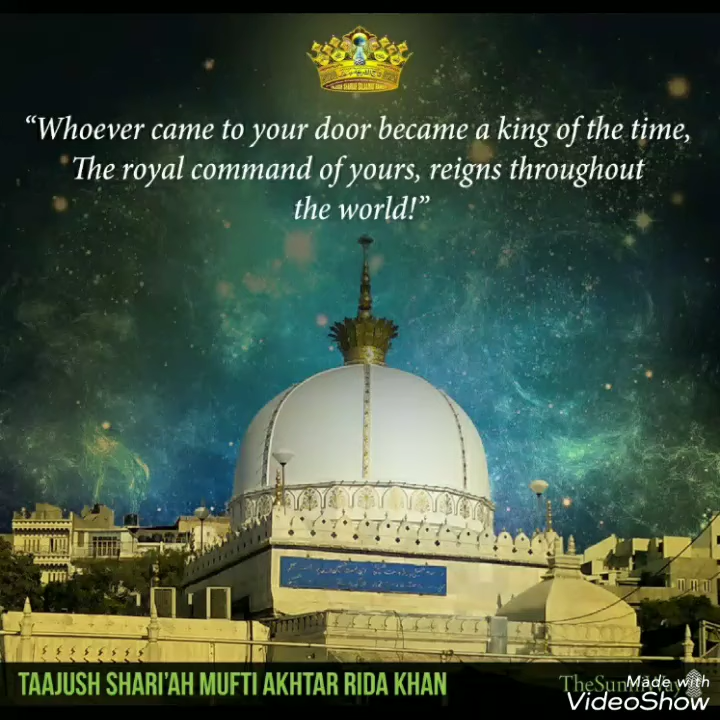 “Whoever came to your door became a king of the time,
The royal command of yours, reigns throughout
the world!”
TAAJUSH SHARI'AH MUFTI AKHTAR RIDA KHAN
Made with
VideoShow